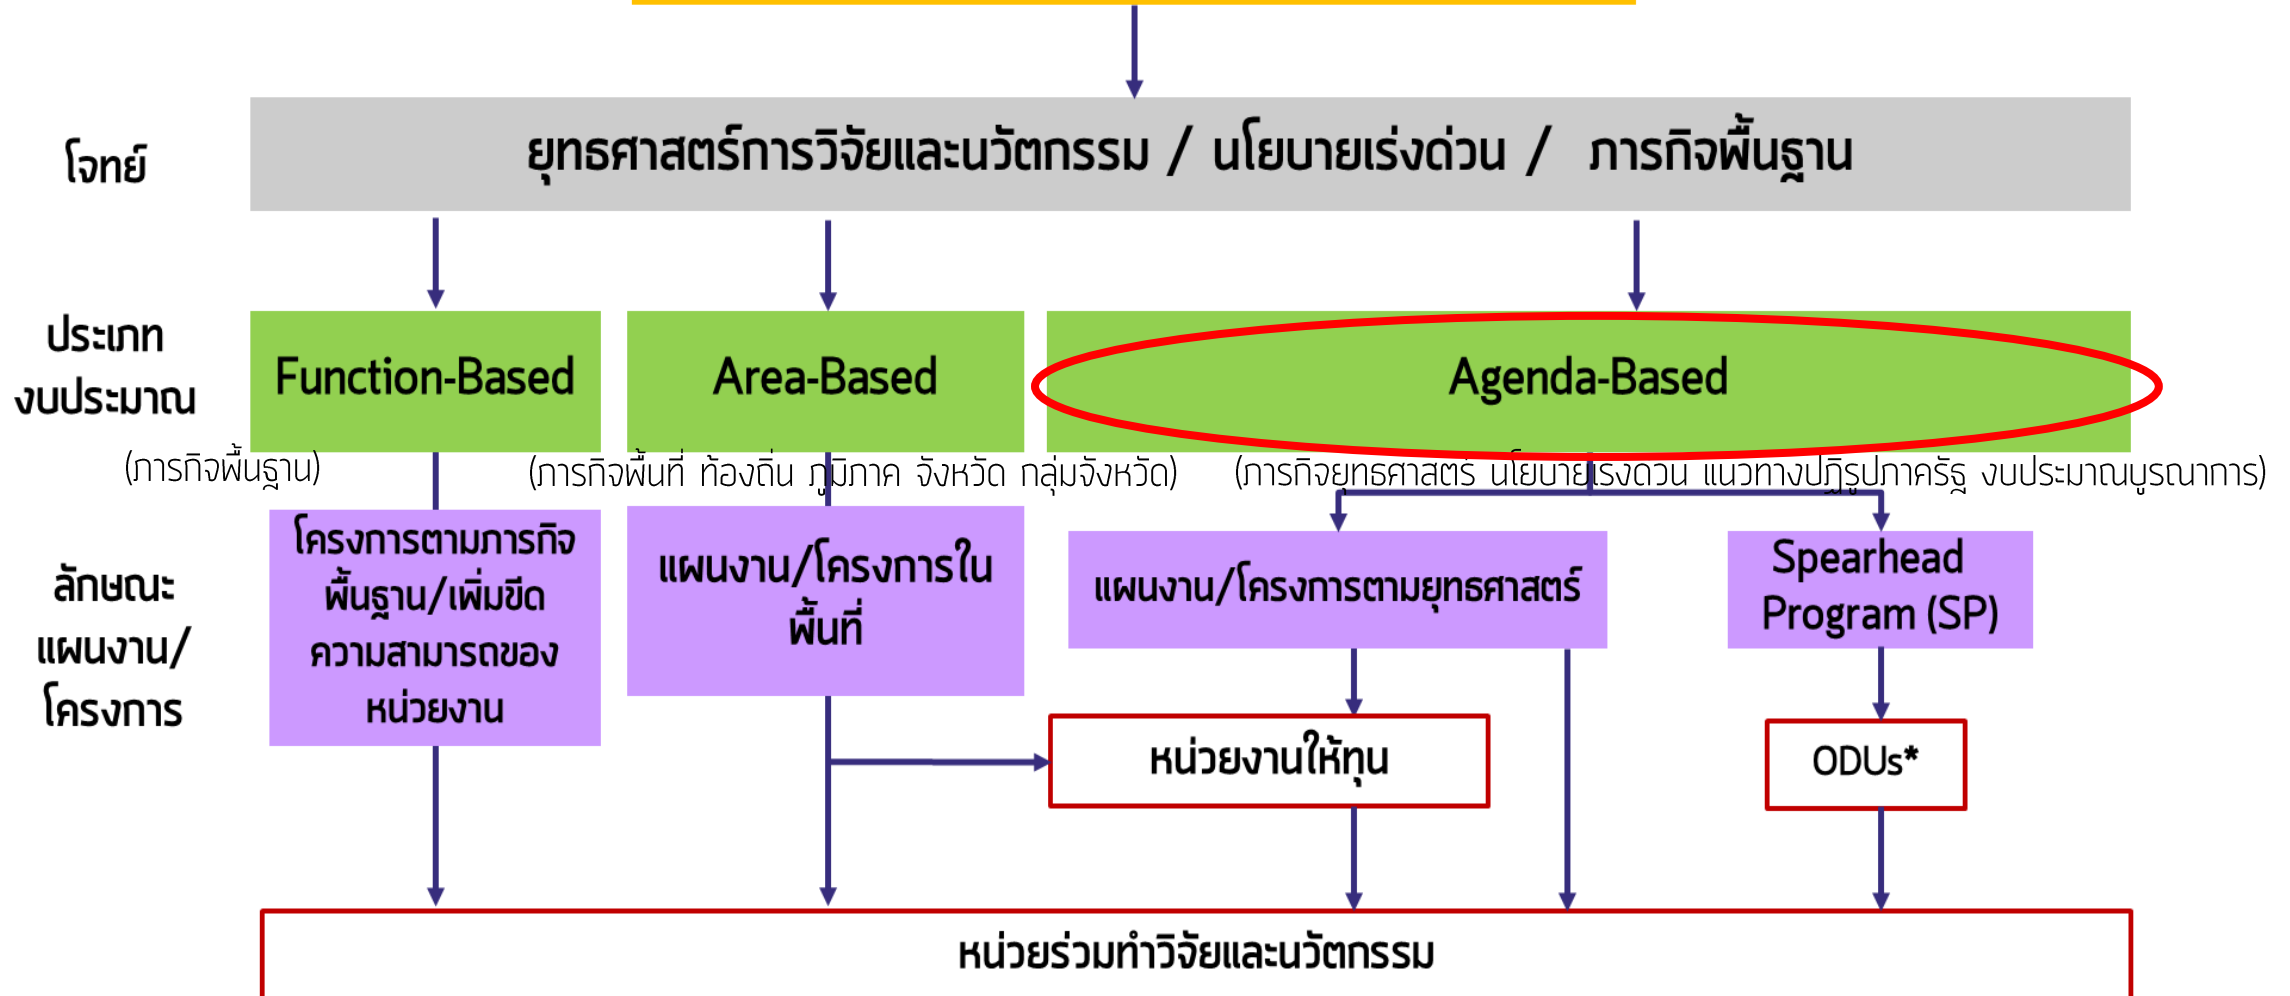 โจทย์
ยุทธศาสตร์การวิจัยและนวัตกรรม / นโยบายเร่งด่วน / ภารกิจพื้นฐาน
ประเภท
งบประมาณ
Function-Based
Area-Based
Agenda-Based
(ภารกิจพื้นฐาน)
(ภารกิจพื้นที่ ท้องถิ่น ภูมิภาค จังหวัด กลุ่มจังหวัด)
(ภารกิจยุทธศาสตร์ นโยบายเร่งด่วน แนวทางปฏิรูปภาครัฐ งบประมาณบูรณาการ)
ลักษณะ
แผนงาน/
โครงการ
โครงการตามภารกิจ
พื้นฐาน/เพิ่มขีด
ความสามารถของ
หน่วยงาน
แผนงาน/โครงการใน
พื้นที่
แผนงาน/โครงการตามยุทธศาสตร์
Spearhead
Program (SP)
หน่วยงานให้ทุน
ODUs*
หน่วยร่วมทำวิจัยและนวัตกรรม